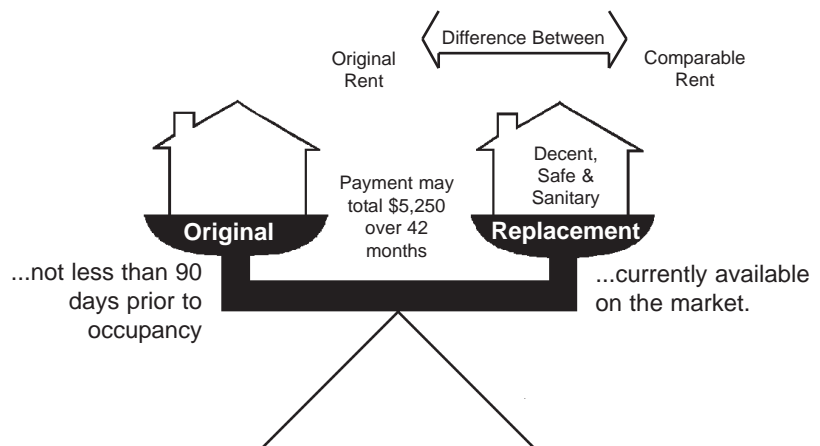 Difference Between
Original
Rent
Comparable
Rent
Decent,
Safe &
Sanitary
Payment may
total $5,250
over 42
months
Original
Replacement
...not less than 90
days prior to
occupancy
...currently available
on the market.